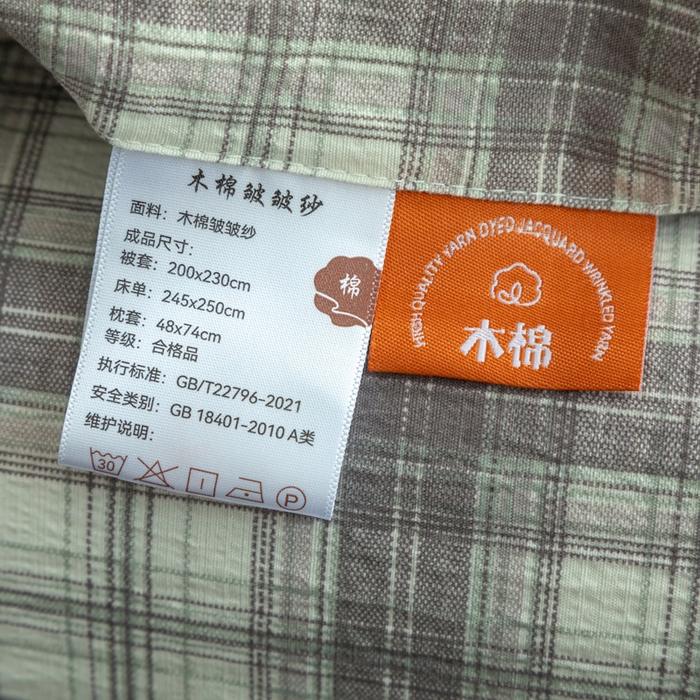 木棉皱皱纱
面料：木棉皱皱纱
成品尺寸：
被套：200x230cm
床单：245x250cm
枕套：48x74cm
等级：合格品
执行标准：GB/T22796-2021
安全类别：GB 18401-2010 A类
维护说明：
30
P
棉
HIGH QUALITY YARN DYED JACQUARD WRINKLED YARN
木棉